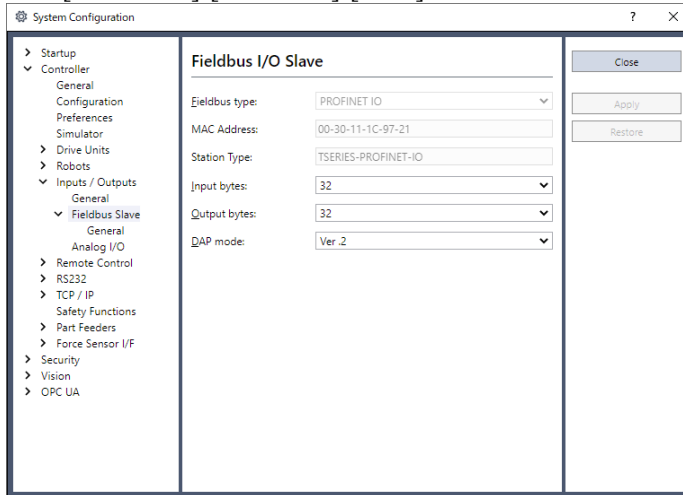 System Configuration
?
Startup
Controller
General
Configuration
Preferences
Simulator
Drive Units
Robots
Inputs / Outputs
General
Fieldbus Slave
General
Analog I/O
Remote Control
RS232
TCP / IP
Safety Functions
Part Feeders
Force Sensor I/F
Security
Vision
OPC UA
Fieldbus I/O Slave
Fieldbus type: PROFINET IO
MAC Address: 00-30-11-1C-97-21
Station Type: TSERIES-PROFINET-IO
Input bytes: 32
Output bytes: 32
DAP mode: Ver .2
Close
Apply
Restore